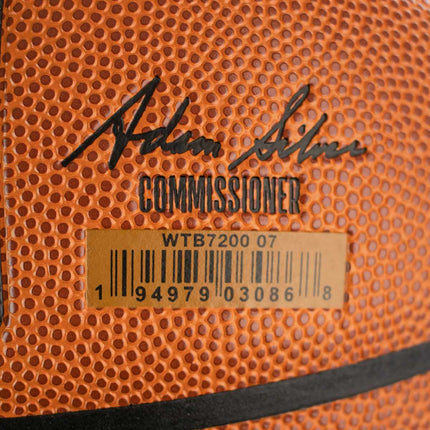 Adam Silver
COMMISSIONER
WTB7200 07
1 94979 03086 8